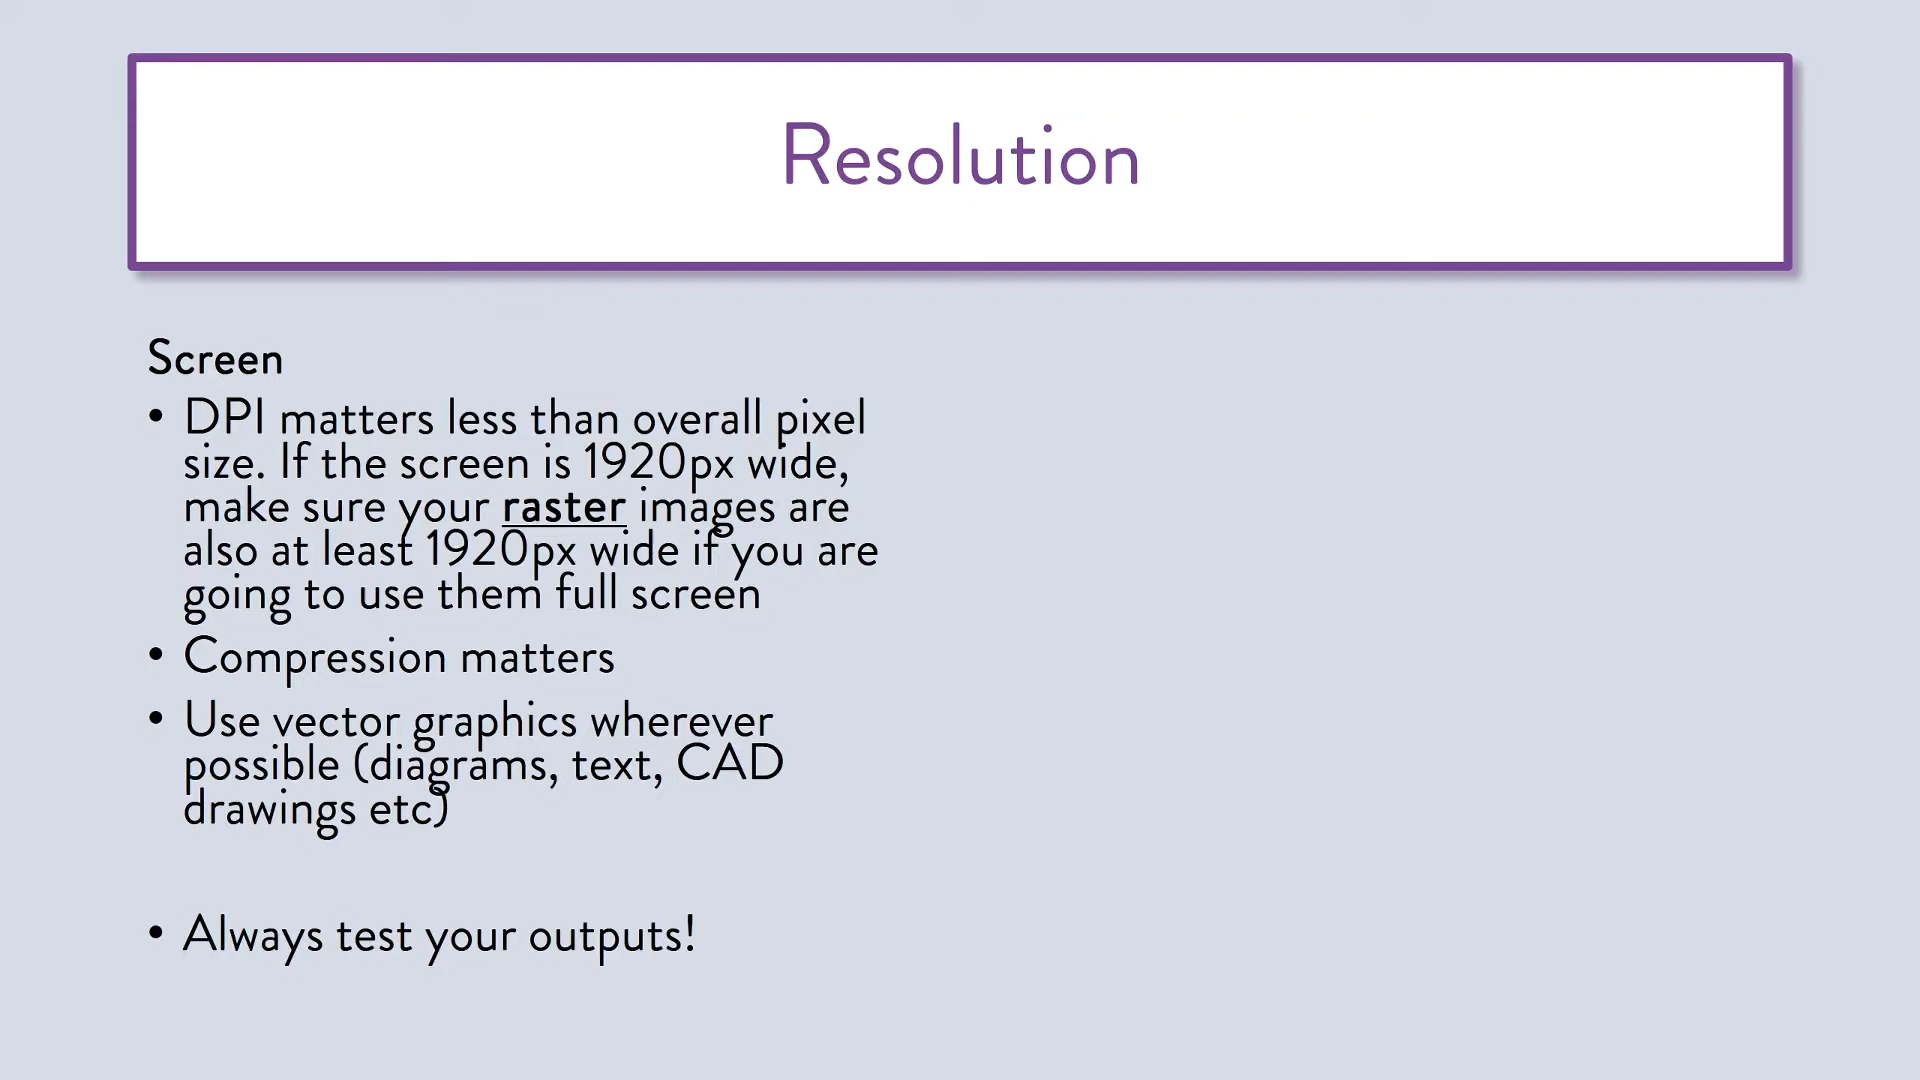 Resolution
Screen
• DPI matters less than overall pixel
size. If the screen is 1920px wide,
make sure your raster images are
also at least 1920px wide if you are
going to use them full screen
• Compression matters
• Use vector graphics wherever
possible (diagrams, text, CAD
drawings etc)
• Always test your outputs!